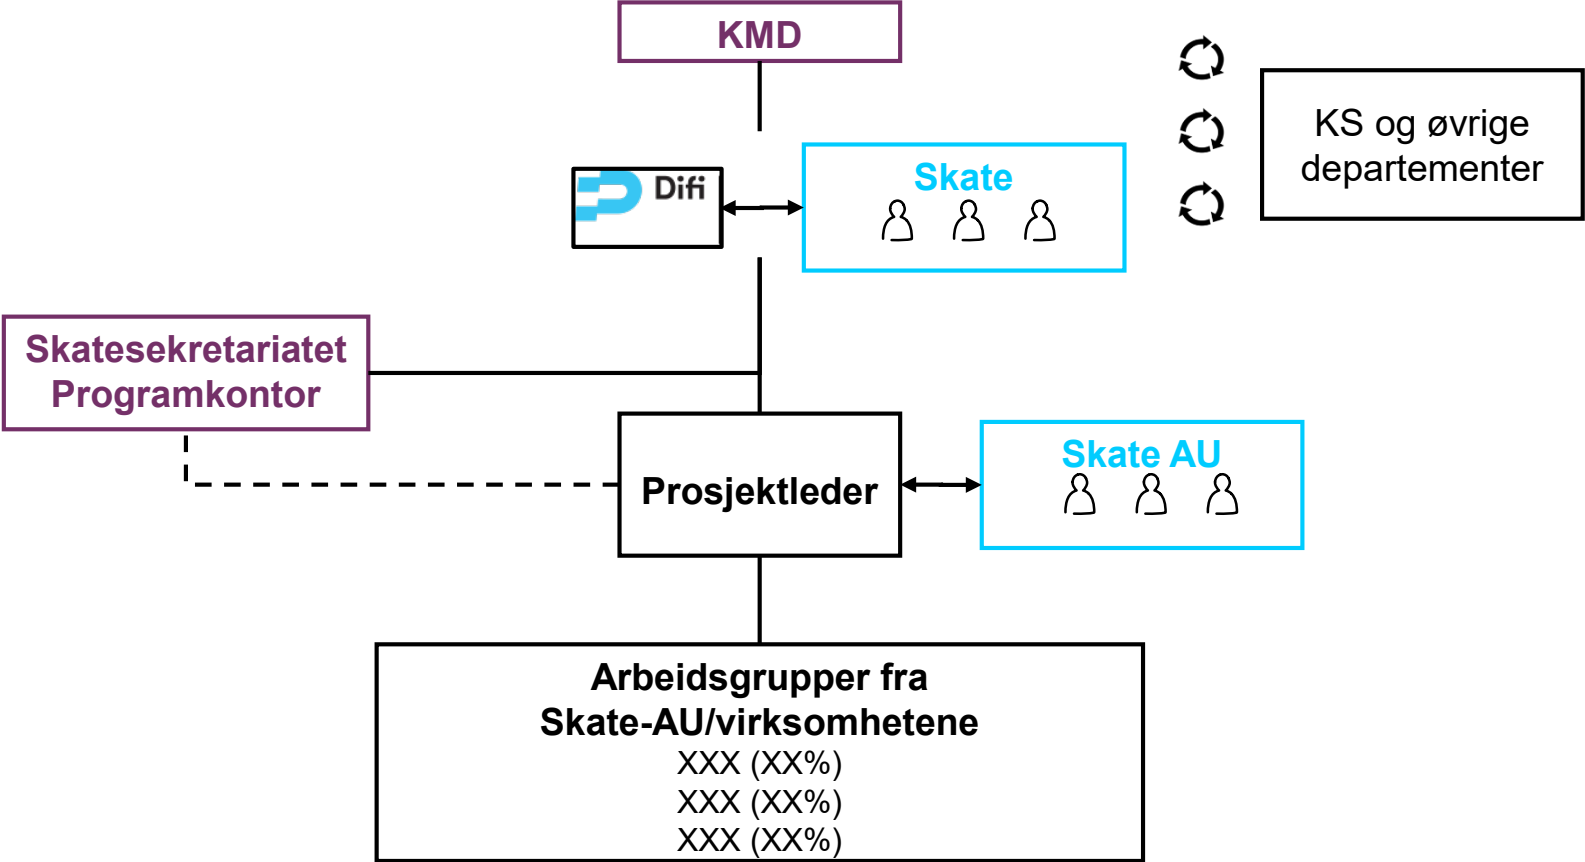 KMD
KS og øvrige
departementer
Difi
Skate
Skatesekretariatet
Programkontor
Prosjektleder
Skate AU
Arbeidsgrupper fra
Skate-AU/virksomhetene
XXX (XX%)
XXX (XX%)
XXX (XX%)